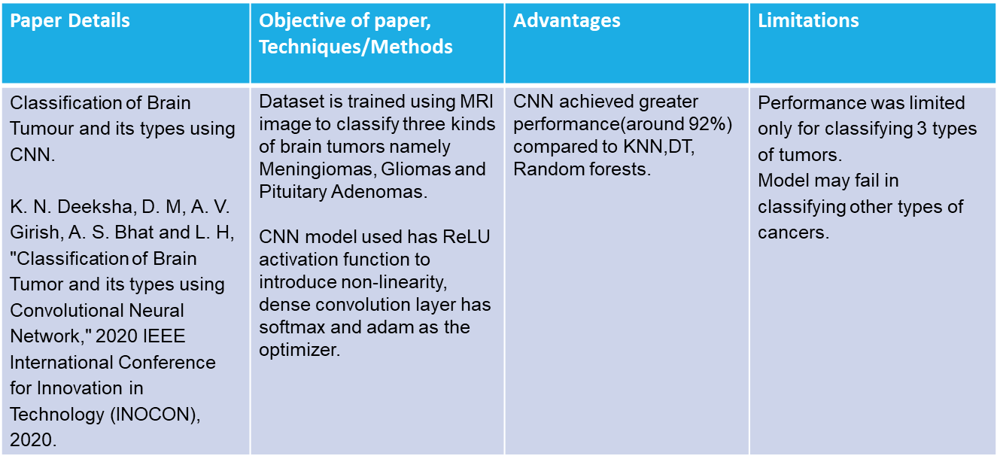 Paper Details
Objective of paper,
Techniques/Methods
Advantages
Limitations
Classification of Brain
Tumour and its types using
CNN.
K. N. Deeksha, D. M, A. V.
Girish, A. S. Bhat and L. H,
"Classification of Brain
Tumor and its types using
Convolutional Neural
Network," 2020 IEEE
International Conference
for Innovation in
Technology (INOCON),
2020.
Dataset is trained using MRI
image to classify three kinds
of brain tumors namely
Meningiomas, Gliomas and
Pituitary Adenomas.
CNN model used has ReLU
activation function to
introduce non-linearity,
dense convolution layer has
softmax and adam as the
optimizer.
CNN achieved greater
performance(around 92%)
compared to KNN,DT,
Random forests.
Performance was limited
only for classifying 3 types
of tumors.
Model may fail in
classifying other types of
cancers.